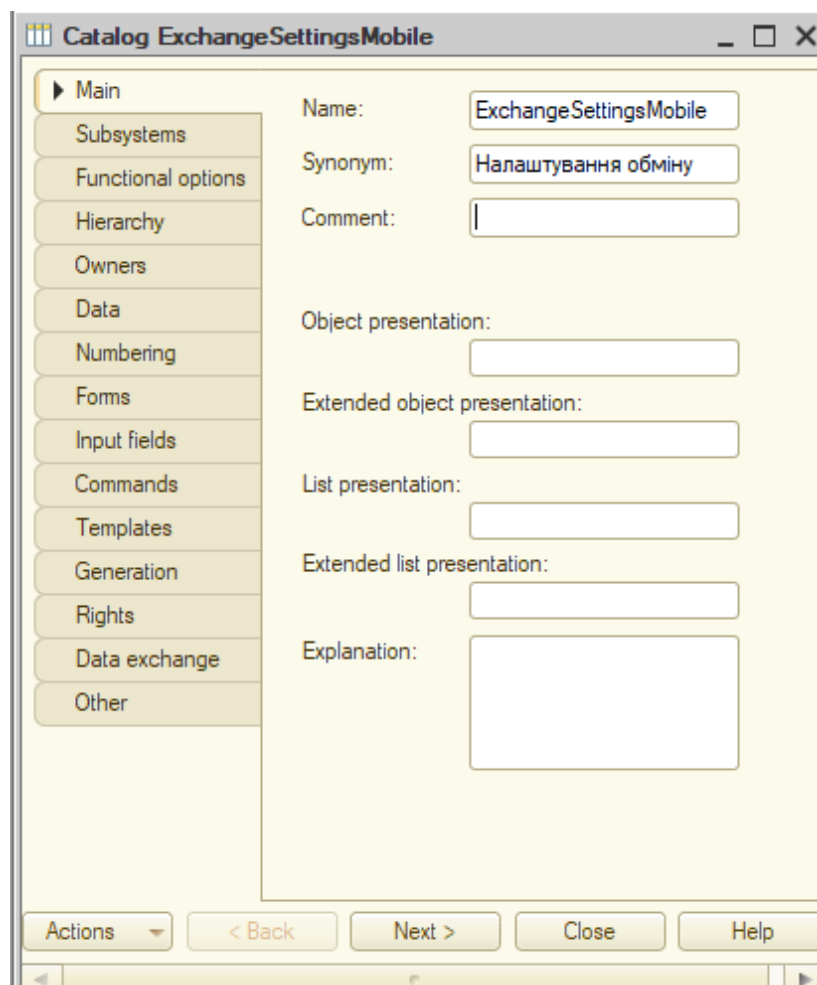 Catalog ExchangeSettingsMobile
Main
Subsystems
Functional options
Hierarchy
Owners
Data
Numbering
Forms
Input fields
Commands
Templates
Generation
Rights
Data exchange
Other
Name: ExchangeSettingsMobile
Synonym: Налаштування обміну
Comment:
Object presentation:
Extended object presentation:
List presentation:
Extended list presentation:
Explanation:
Actions < Back Next > Close Help